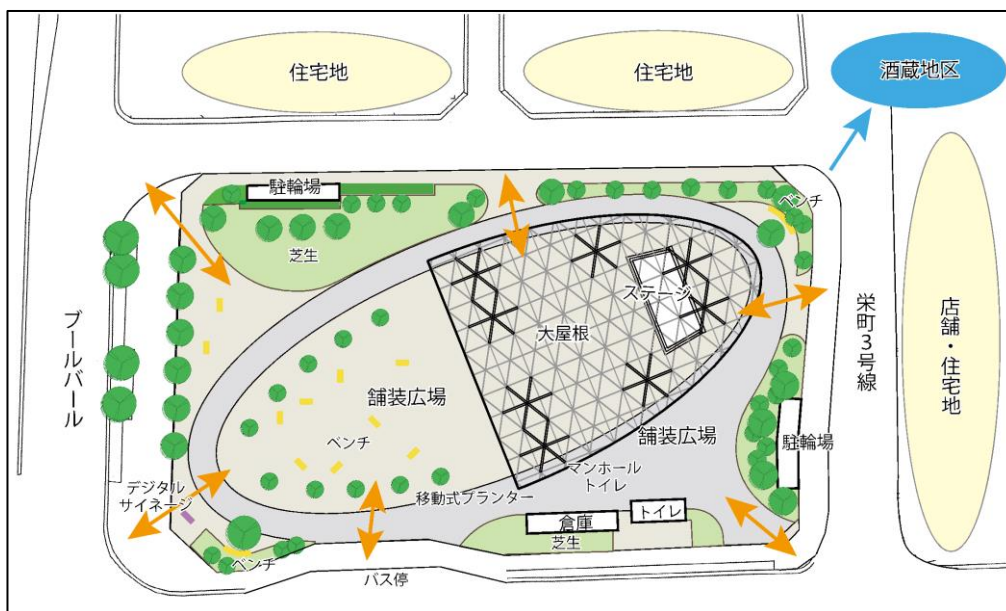 住宅地
住宅地
酒蔵地区
駐輪場
ベンチ
芝生
ステージ
大屋根
ブールバール
栄町3号線
店舗・住宅地
舗装広場
ベンチ
舗装広場
駐輪場
マンホール
トイレ
移動式プランター
デジタル
サイネージ
倉庫
トイレ
芝生
ベンチ
バス停